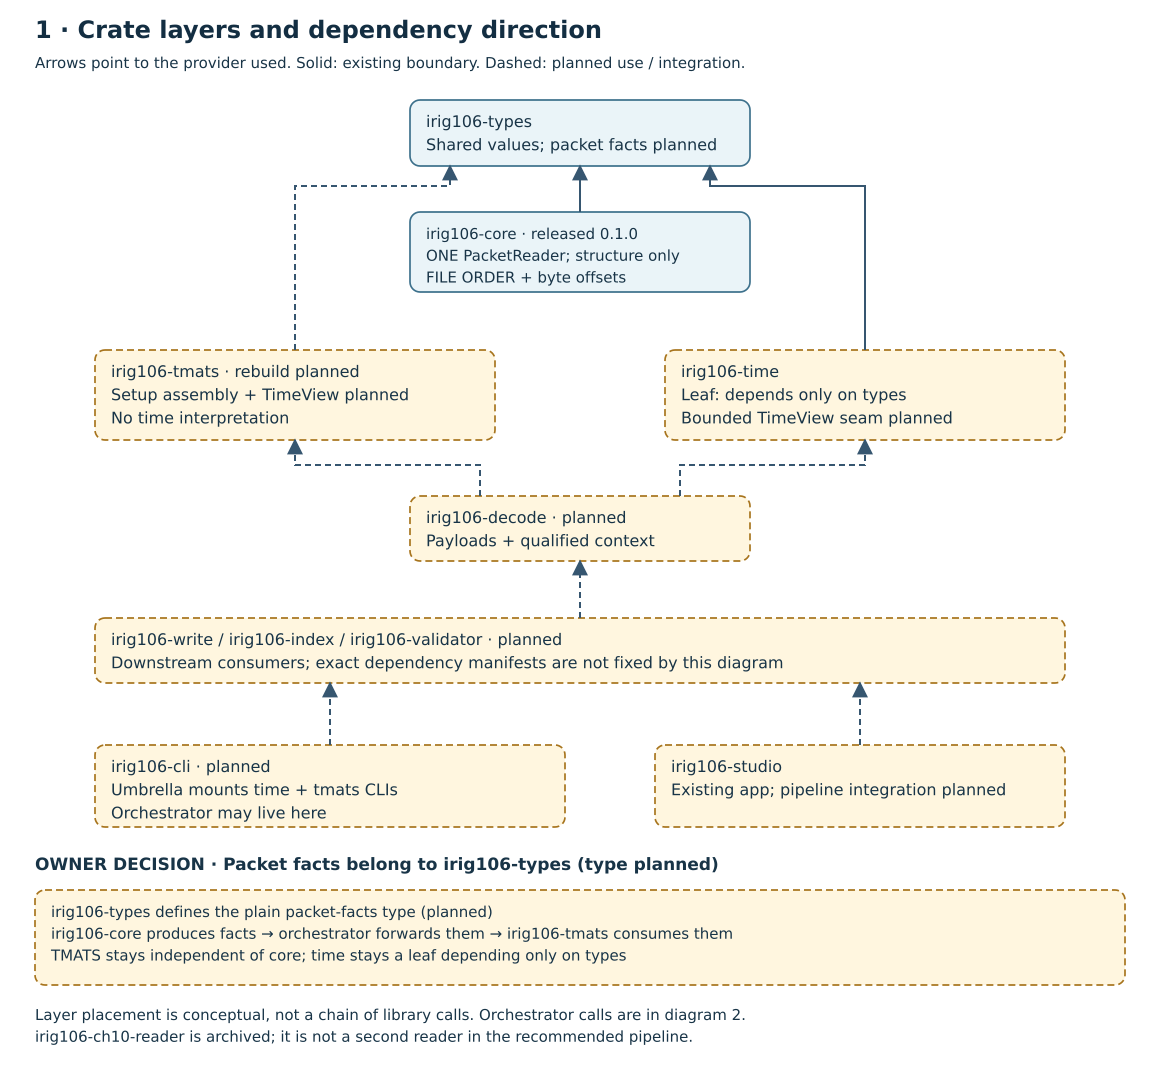 1 · Crate layers and dependency direction
Arrows point to the provider used. Solid: existing boundary. Dashed: planned use / integration.
irig106-types
Shared values; packet facts planned
irig106-core · released 0.1.0
ONE PacketReader; structure only
FILE ORDER + byte offsets
irig106-tmats · rebuild planned
Setup assembly + TimeView planned
No time interpretation
irig106-time
Leaf: depends only on types
Bounded TimeView seam planned
irig106-decode · planned
Payloads + qualified context
irig106-write / irig106-index / irig106-validator · planned
Downstream consumers; exact dependency manifests are not fixed by this diagram
irig106-cli · planned
Umbrella mounts time + tmats CLIs
Orchestrator may live here
irig106-studio
Existing app; pipeline integration planned
OWNER DECISION · Packet facts belong to irig106-types (type planned)
irig106-types defines the plain packet-facts type (planned)
irig106-core produces facts → orchestrator forwards them → irig106-tmats consumes them
TMATS stays independent of core; time stays a leaf depending only on types
Layer placement is conceptual, not a chain of library calls. Orchestrator calls are in diagram 2.
irig106-ch10-reader is archived; it is not a second reader in the recommended pipeline.